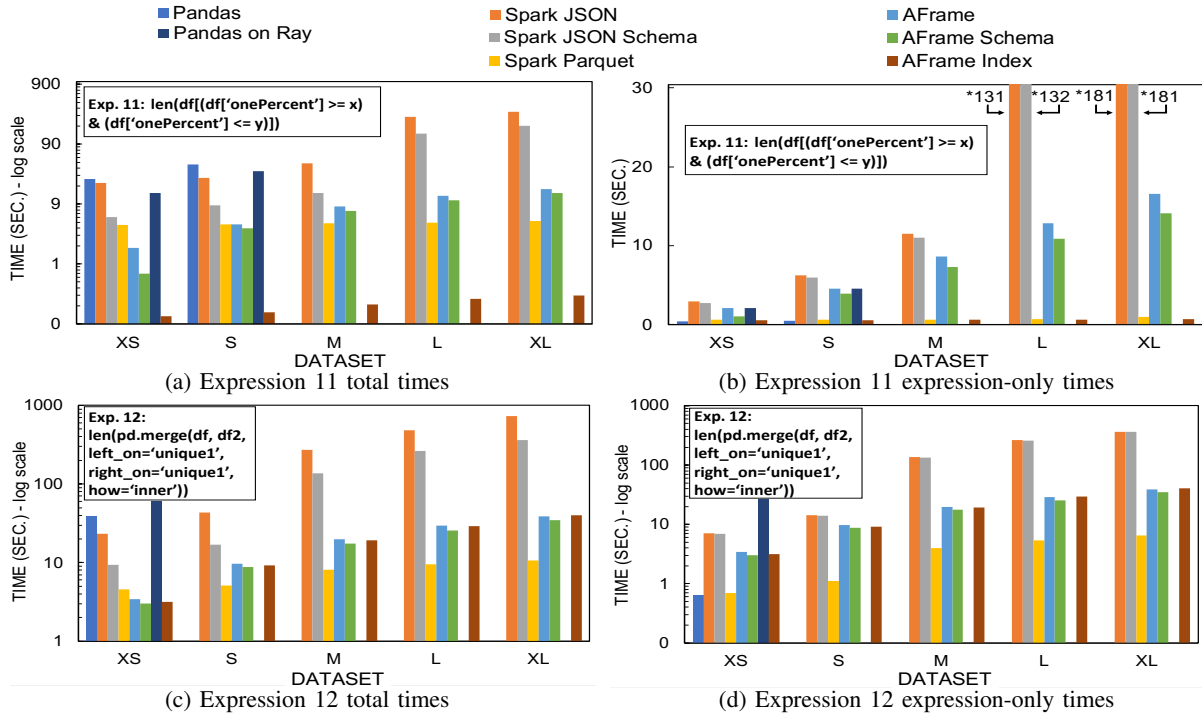 Pandas
Pandas on Ray
Spark JSON
Spark JSON Schema
Spark Parquet
AFrame
AFrame Schema
AFrame Index
TIME (SEC.) - log scale
900
90
9
1
0
Exp. 11: len(df[(df[‘onePercent’] >= x)
& (df[‘onePercent’] <= y)])
XS S M L XL
DATASET
(a) Expression 11 total times
TIME (SEC.)
30
20
10
0
*131 *132 *181 *181
Exp. 11: len(df[(df[‘onePercent’] >= x)
& (df[‘onePercent’] <= y)])
XS S M L XL
DATASET
(b) Expression 11 expression-only times
TIME (SEC.) - log scale
1000
100
10
1
Exp. 12:
len(pd.merge(df, df2,
left_on=‘unique1’,
right_on=‘unique1’,
how=‘inner’))
XS S M L XL
DATASET
(c) Expression 12 total times
TIME (SEC.) - log scale
1000
100
10
1
0
Exp. 12:
len(pd.merge(df, df2,
left_on=‘unique1’,
right_on=‘unique1’,
how=‘inner’))
XS S M L XL
DATASET
(d) Expression 12 expression-only times